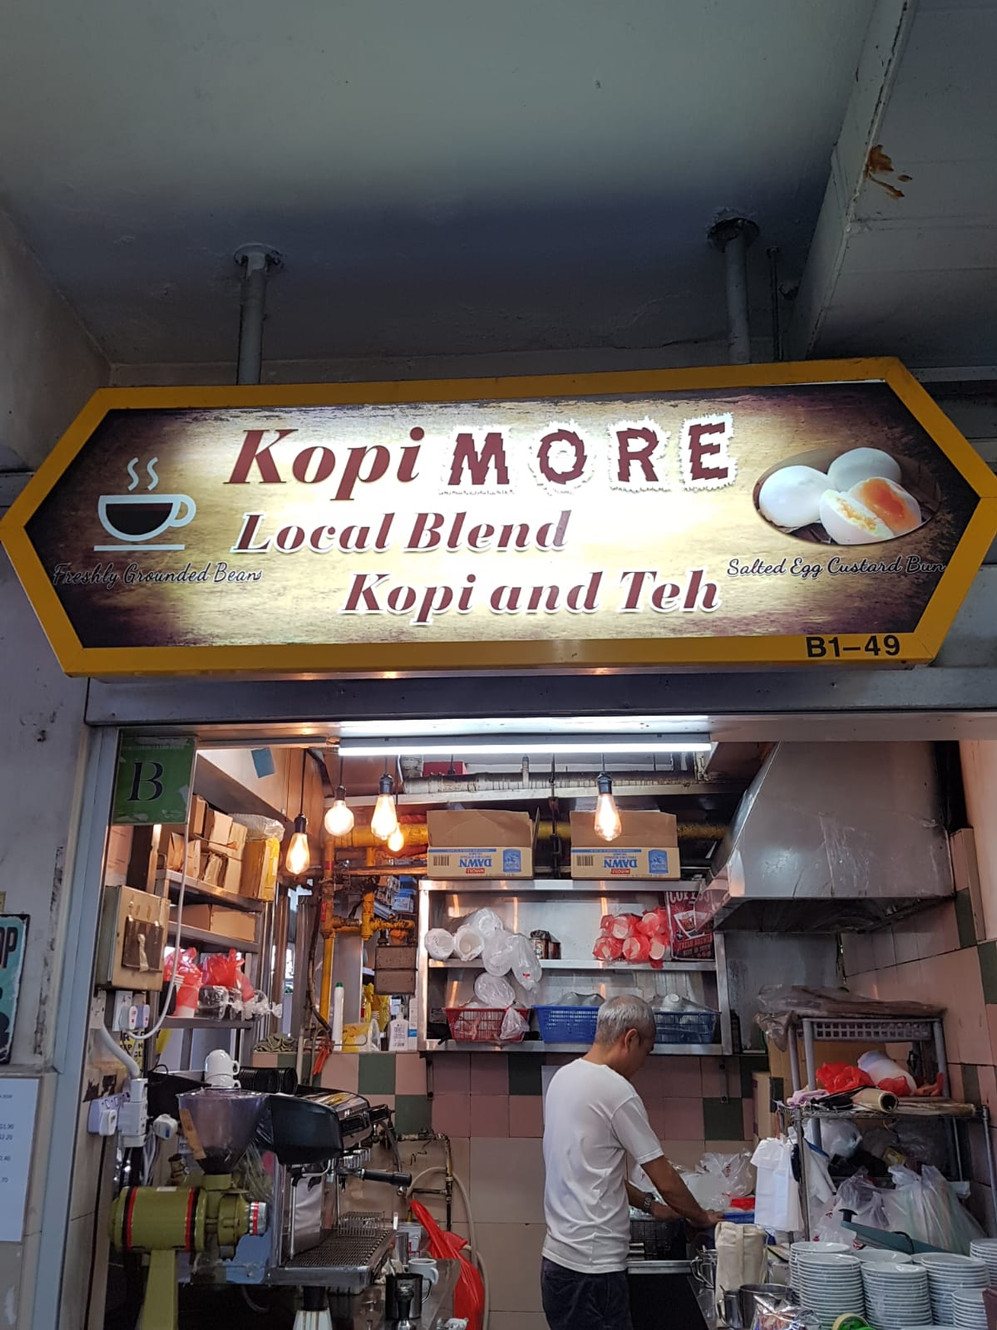 Kopi MORE
Local Blend
Kopi and Teh
Freshly Grounded Beans
Salted Egg Custard Bun
B1-49
B
DAWN
DAWN